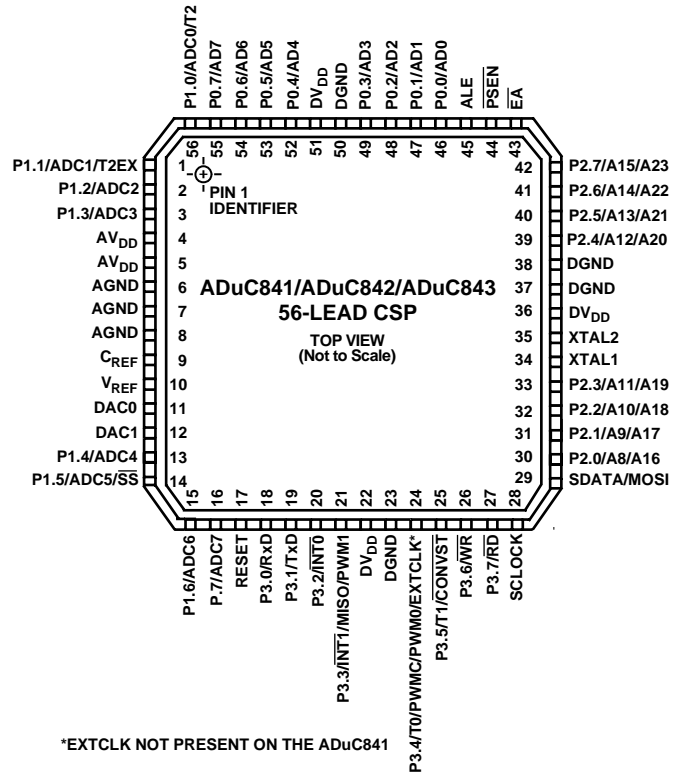 P1.0/ADC0/T2
P0.7/AD7
P0.6/AD6
P0.5/AD5
P0.4/AD4
DVDD
DGND
P0.3/AD3
P0.2/AD2
P0.1/AD1
P0.0/AD0
ALE
PSEN
EA
56 55 54 53 52 51 50 49 48 47 46 45 44 43
P1.1/ADC1/T2EX 1
P1.2/ADC2 2
P1.3/ADC3 3
AVDD 4
AVDD 5
AGND 6
AGND 7
AGND 8
CREF 9
VREF 10
DAC0 11
DAC1 12
P1.4/ADC4 13
P1.5/ADC5/SS 14
PIN 1
IDENTIFIER
ADuC841/ADuC842/ADuC843
56-LEAD CSP
TOP VIEW
(Not to Scale)
42 P2.7/A15/A23
41 P2.6/A14/A22
40 P2.5/A13/A21
39 P2.4/A12/A20
38 DGND
37 DGND
36 DVDD
35 XTAL2
34 XTAL1
33 P2.3/A11/A19
32 P2.2/A10/A18
31 P2.1/A9/A17
30 P2.0/A8/A16
29 SDATA/MOSI
15 16 17 18 19 20 21 22 23 24 25 26 27 28
P1.6/ADC6
P.7/ADC7
RESET
P3.0/RxD
P3.1/TxD
P3.2/INT0
P3.3/INT1/MISO/PWM1
DVDD
DGND
P3.4/T0/PWMC/PWM0/EXTCLK*
P3.5/T1/CONVST
P3.6/WR
P3.7/RD
SCLOCK
*EXTCLK NOT PRESENT ON THE ADuC841